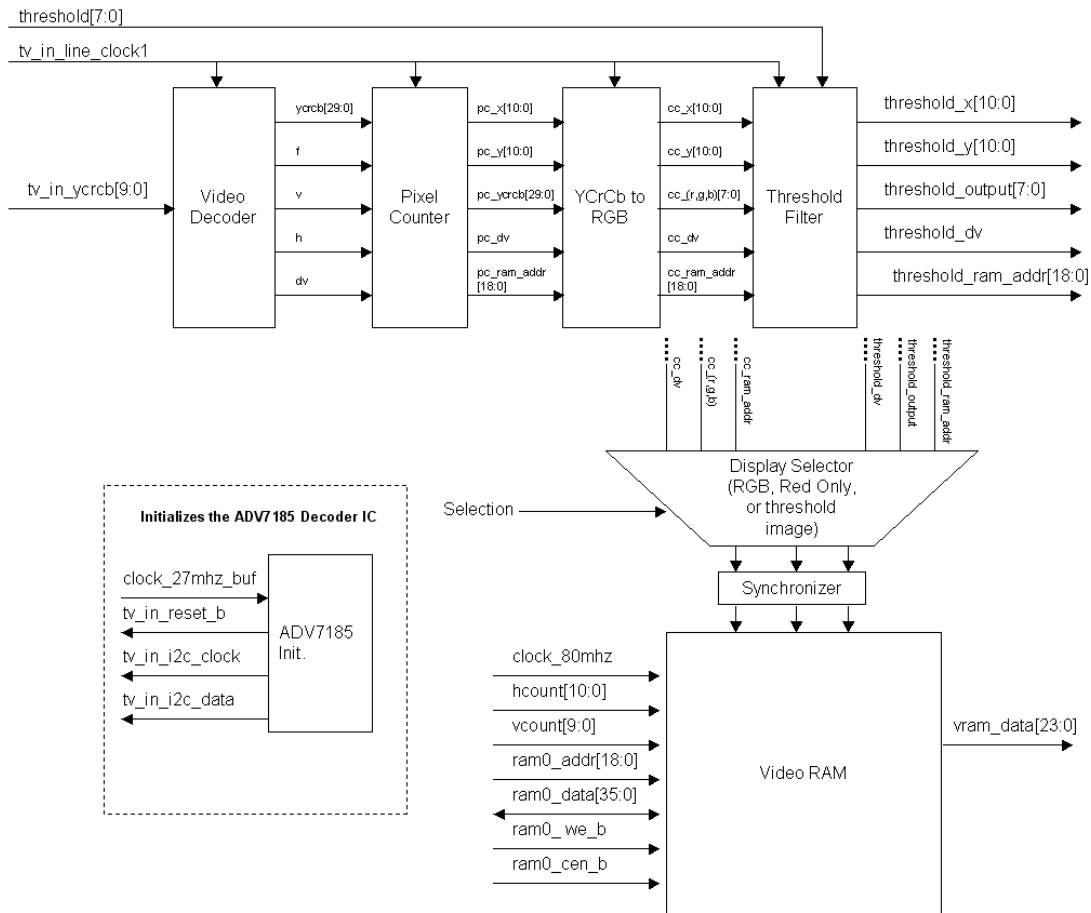 threshold[7:0]
tv_in_line_clock1
ycrcb[29:0]
f
v
h
dv
tv_in_ycrcb[9:0]
Video
Decoder
Pixel
Counter
pc_x[10:0]
pc_y[10:0]
pc_ycrcb[29:0]
pc_dv
pc_ram_addr
[18:0]
YCrCb to
RGB
cc_x[10:0]
cc_y[10:0]
cc_(r,g,b)[7:0]
cc_dv
cc_ram_addr
[18:0]
Threshold
Filter
threshold_x[10:0]
threshold_y[10:0]
threshold_output[7:0]
threshold_dv
threshold_ram_addr[18:0]
cc_dv
cc_(r,g,b)
cc_ram_addr
threshold_dv
threshold_output
threshold_ram_addr
Display Selector
(RGB, Red Only,
or threshold
image)
Selection
Synchronizer
Initializes the ADV7185 Decoder IC
clock_27mhz_buf
tv_in_reset_b
tv_in_i2c_clock
tv_in_i2c_data
ADV7185
Init.
clock_80mhz
hcount[10:0]
vcount[9:0]
ram0_addr[18:0]
ram0_data[35:0]
ram0_ we_b
ram0_cen_b
Video RAM
vram_data[23:0]